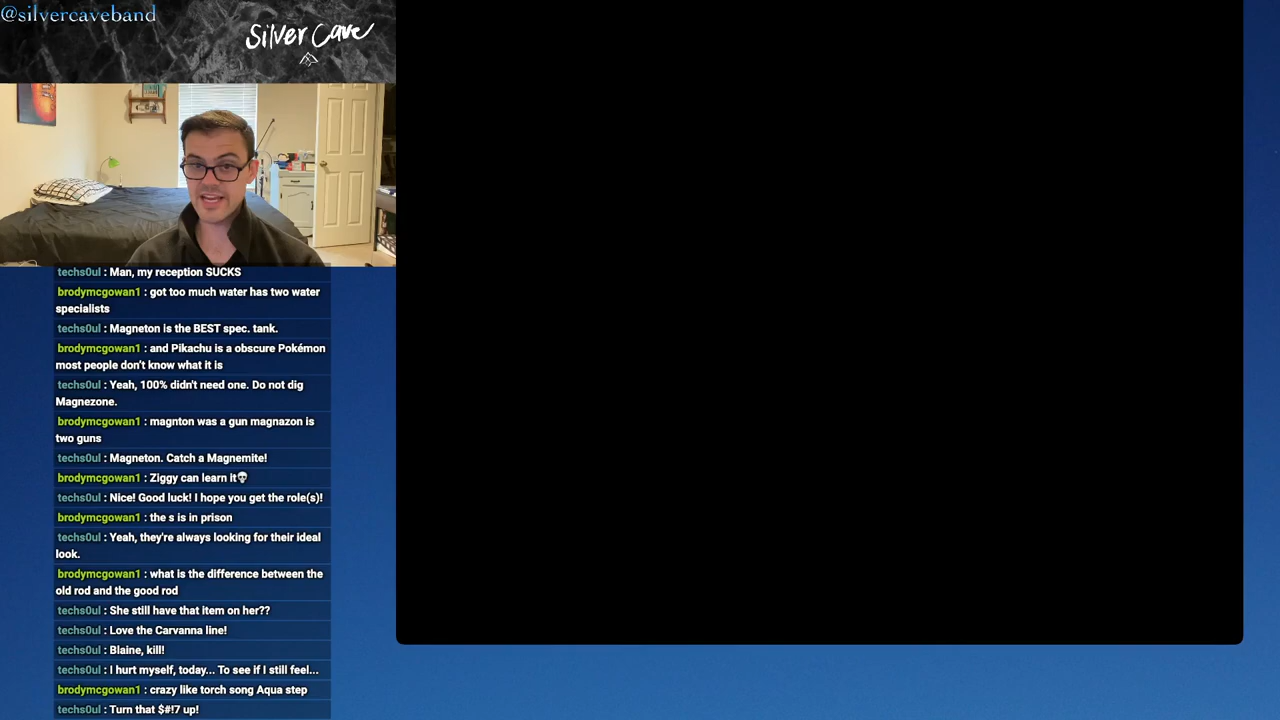 @silvercaveband
Silver Cave
techs0ul : Man, my reception SUCKS
brodymcgowan1 : got too much water has two water
specialists
techs0ul : Magneton is the BEST spec. tank.
brodymcgowan1 : and Pikachu is a obscure Pokémon
most people don't know what it is
techs0ul : Yeah, 100% didn't need one. Do not dig
Magnezone.
brodymcgowan1 : magnton was a gun magnazon is
two guns
techs0ul : Magneton. Catch a Magnemite!
brodymcgowan1 : Ziggy can learn it💀
techs0ul : Nice! Good luck! I hope you get the role(s)!
brodymcgowan1 : the s is in prison
techs0ul : Yeah, they're always looking for their ideal
look.
brodymcgowan1 : what is the difference between the
old rod and the good rod
techs0ul : She still have that item on her??
techs0ul : Love the Carvanna line!
techs0ul : Blaine, kill!
techs0ul : I hurt myself, today... To see if I still feel...
brodymcgowan1 : crazy like torch song Aqua step
techs0ul : Turn that $#!7 up!